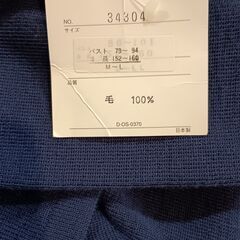 NO. 34304
サイズ
バスト 79〜 94
身 長 152〜160
M〜L
品質
毛 100%
D-OS-0370
日本製